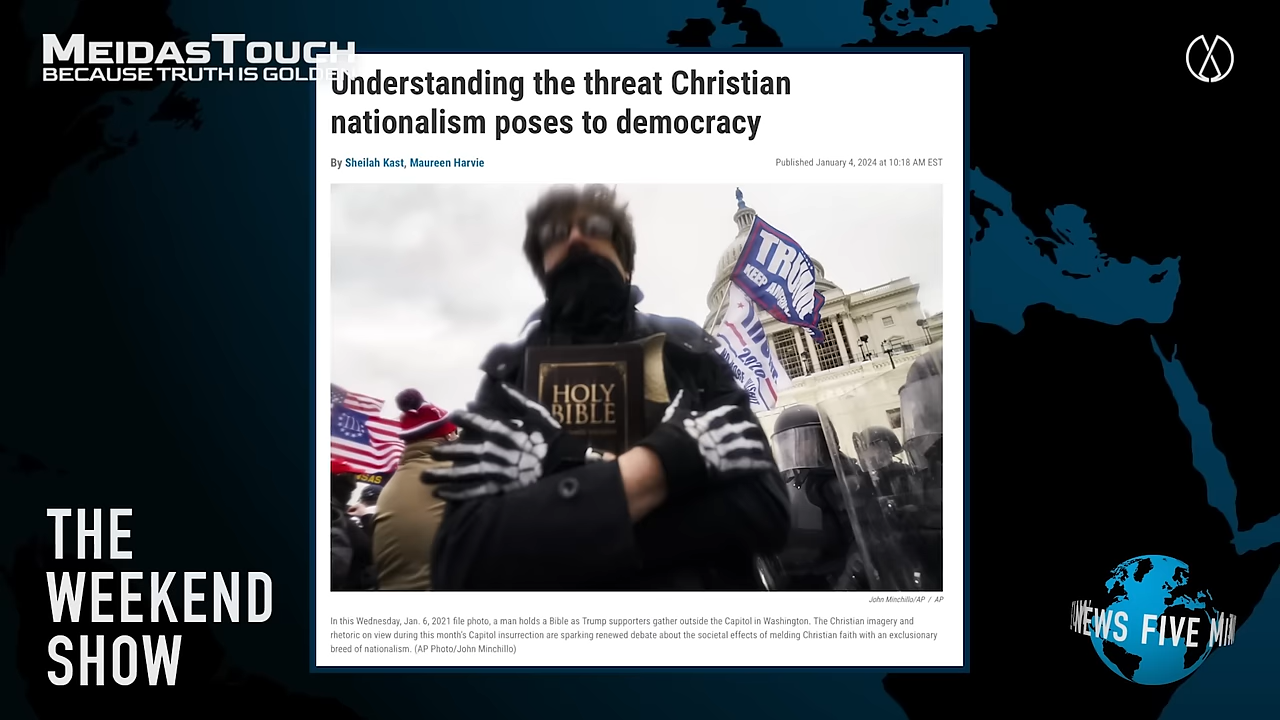 MEIDASTOUCH
BECAUSE TRUTH IS GOLDEN
Understanding the threat Christian
nationalism poses to democracy
By Sheilah Kast, Maureen Harvie
Published January 4, 2024 at 10:18 AM EST
TRUMP
KEEP
2020
HOLY
BIBLE
John Minchillo/AP / AP
In this Wednesday, Jan. 6, 2021 file photo, a man holds a Bible as Trump supporters gather outside the Capitol in Washington. The Christian imagery and
rhetoric on view during this month's Capitol insurrection are sparking renewed debate about the societal effects of melding Christian faith with an exclusionary
breed of nationalism. (AP Photo/John Minchillo)
THE
WEEKEND
SHOW
NEWS FIVE MIN